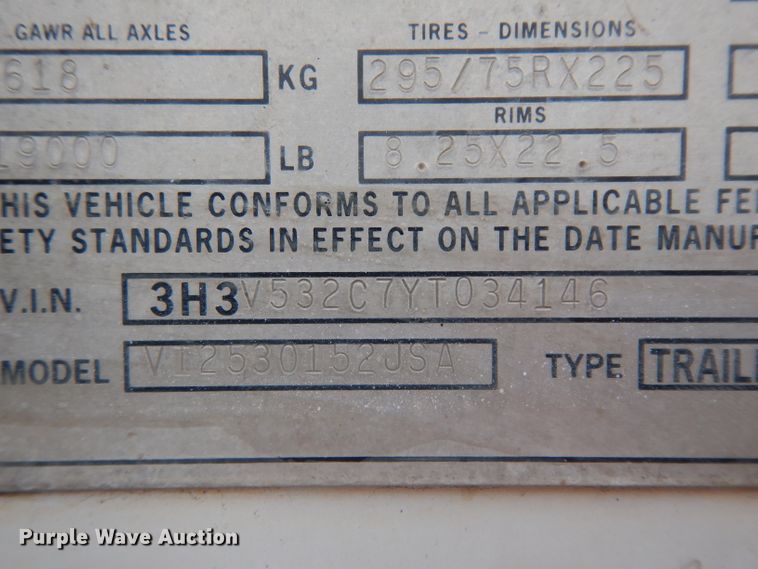 GAWR ALL AXLES TIRES - DIMENSIONS
618 KG 295/75RX225
RIMS
19000 LB 8.25X22.5
HIS VEHICLE CONFORMS TO ALL APPLICABLE FE
ETY STANDARDS IN EFFECT ON THE DATE MANUF
V.I.N. 3H3V532C7YT034146
MODEL VI2530152JSA TYPE TRAIL
Purple Wave Auction